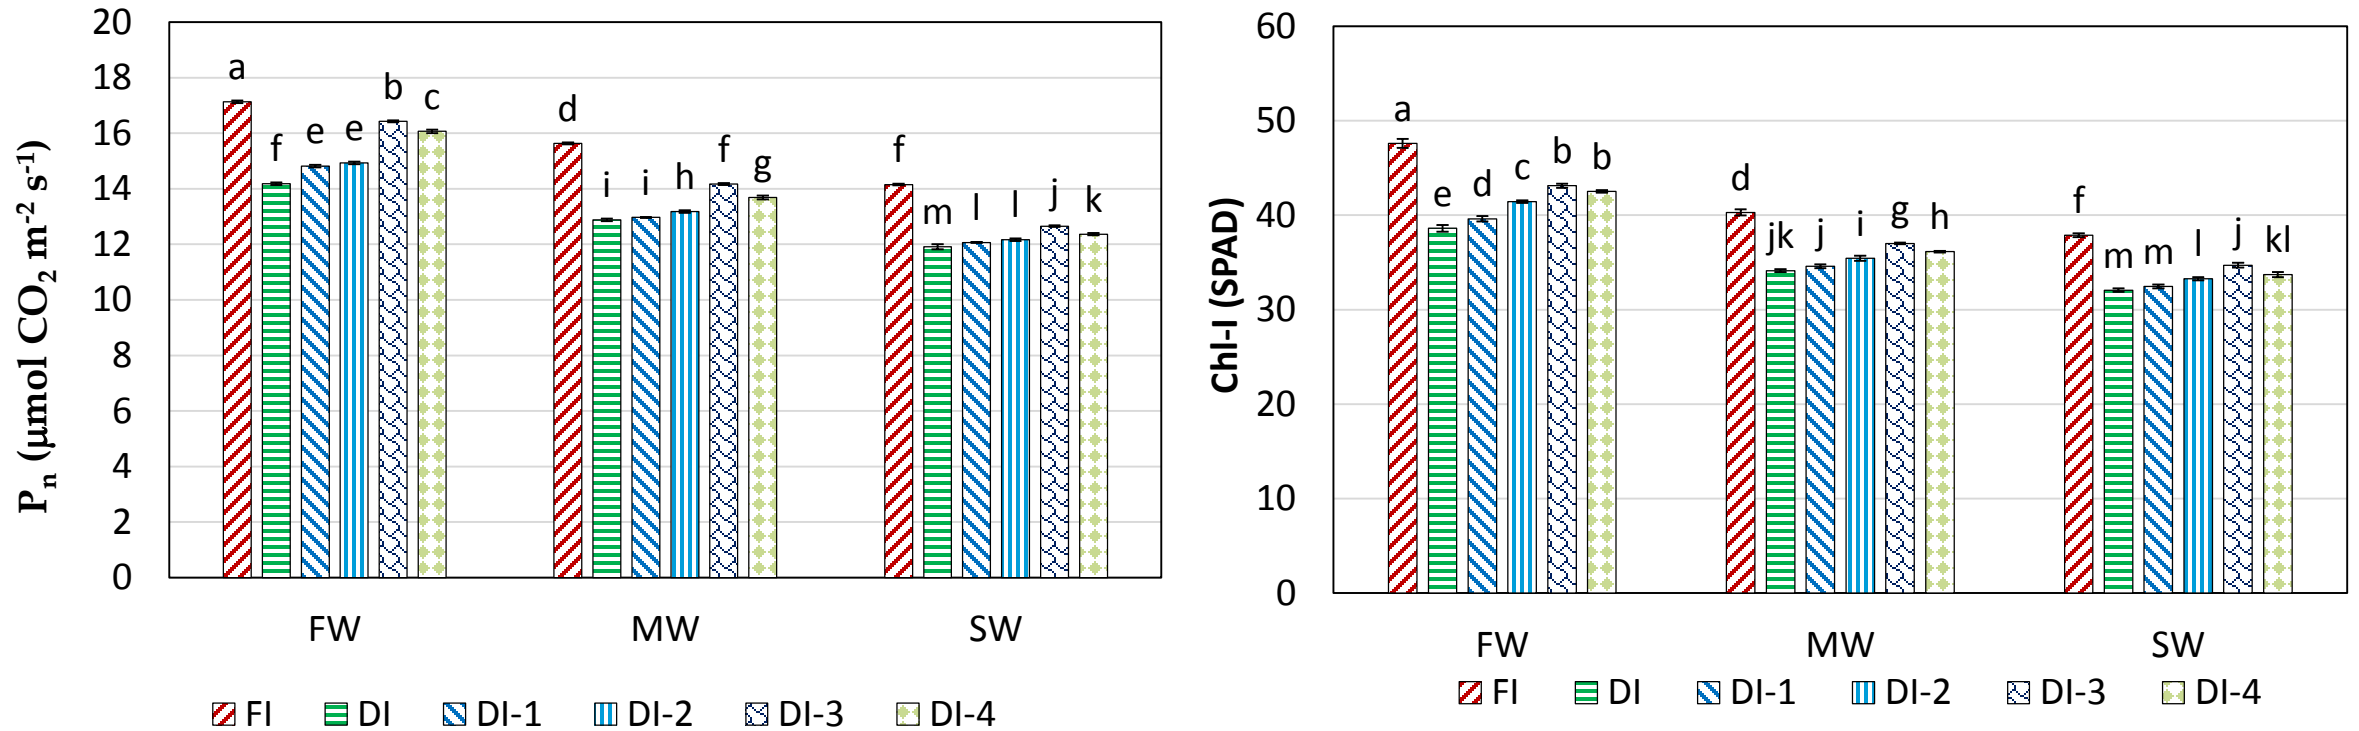 20
18
16
14
12
10
8
6
4
2
0
Pₙ (μmol CO₂ m⁻² s⁻¹)
a f e e b c
d i i h f g
f m l l j k
FW MW SW
FI DI DI-1 DI-2 DI-3 DI-4
60
50
40
30
20
10
0
Chl-I (SPAD)
a e d c b b
d jk j i g h
f m m l j kl
FW MW SW
FI DI DI-1 DI-2 DI-3 DI-4